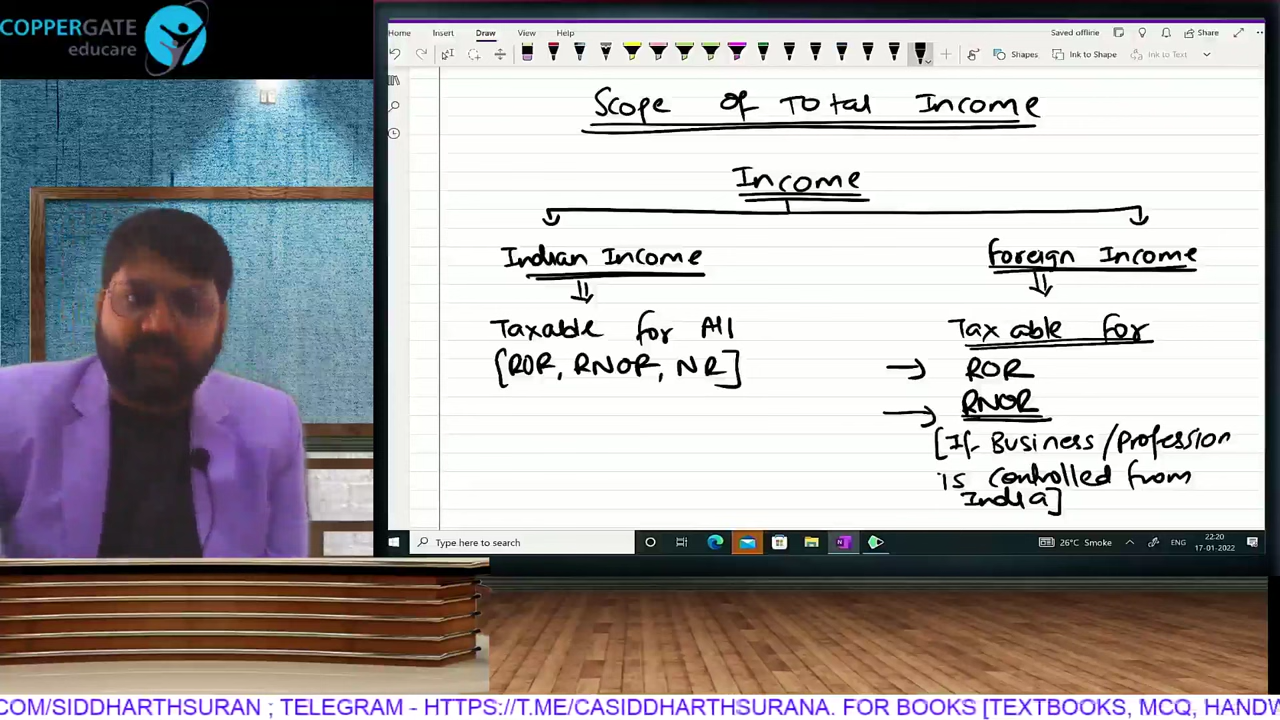 COPPERGATE
educare
Home Insert Draw View Help
Saved offline
Share
Shapes
Ink to Shape
Ink to Text
Scope of Total Income
Income
Indian Income
Foreign Income
Taxable for All
[ROR, RNOR, NR]
Taxable for
ROR
RNOR
[If Business/Profession
is controlled from
India]
Type here to search
26°C Smoke
ENG
22:20
17-01-2022
COM/SIDDHARTHSURAN ; TELEGRAM - HTTPS://T.ME/CASIDDHARTHSURANA. FOR BOOKS [TEXTBOOKS, MCQ, HANDW